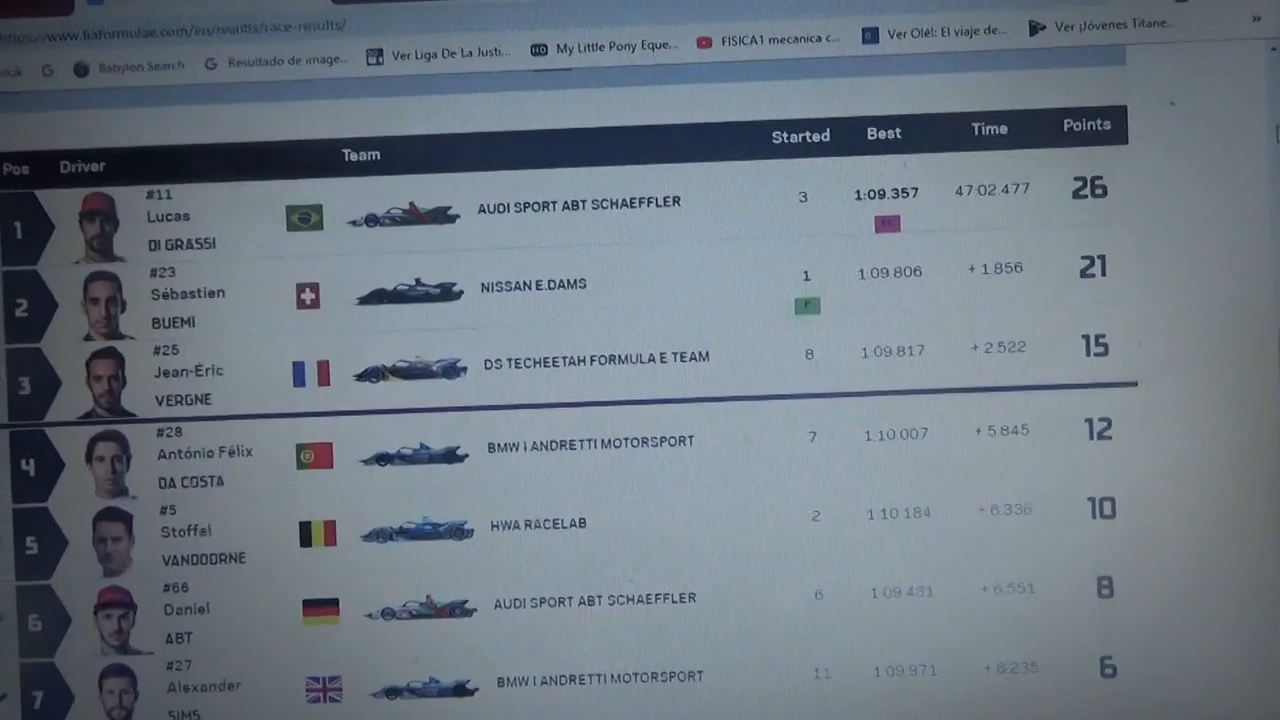 https://www.fiaformulae.com/en/results/race-results/
G
Babylon Search
Resultado de image...
Ver Liga De La Justi...
HD
My Little Pony Eque...
FISICA1 mecanica c...
Ver Olé!: El viaje de...
Ver ¡Jóvenes Titane...
»
Pos Driver Team Started Best Time Points
1 #11 Lucas DI GRASSI AUDI SPORT ABT SCHAEFFLER 3 1:09.357 47:02.477 26
2 #23 Sébastien BUEMI NISSAN E.DAMS 1 P 1:09.806 + 1.856 21
3 #25 Jean-Éric VERGNE DS TECHEETAH FORMULA E TEAM 8 1:09.817 + 2.522 15
4 #28 António Félix DA COSTA BMW I ANDRETTI MOTORSPORT 7 1:10.007 + 5.845 12
5 #5 Stoffel VANDOORNE HWA RACELAB 2 1:10.184 + 6.336 10
6 #66 Daniel ABT AUDI SPORT ABT SCHAEFFLER 6 1:09.431 + 6.551 8
7 #27 Alexander SIMS BMW I ANDRETTI MOTORSPORT 11 1:09.971 6